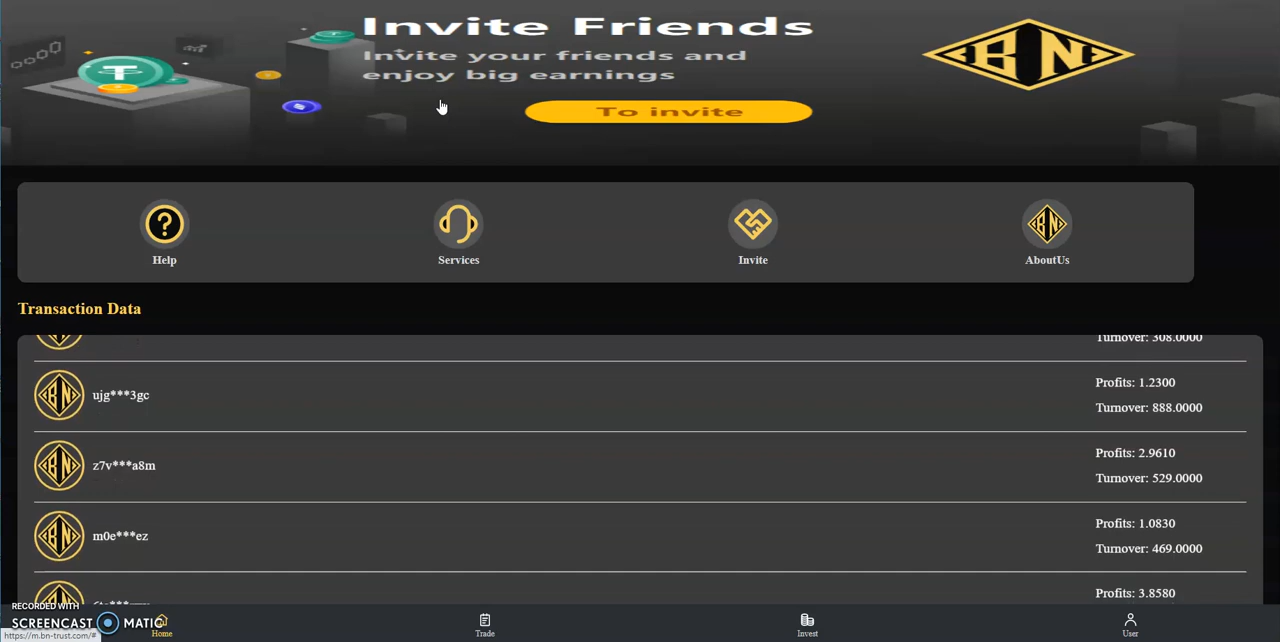 Invite Friends
Invite your friends and
enjoy big earnings
To invite
BN
Help
Services
Invite
AboutUs
Transaction Data
Turnover: 308.0000
ujg***3gc
Profits: 1.2300
Turnover: 888.0000
z7v***a8m
Profits: 2.9610
Turnover: 529.0000
m0e***ez
Profits: 1.0830
Turnover: 469.0000
Profits: 3.8580
RECORDED WITH
SCREENCAST MATIC
https://m.bn-trust.com/#
Home
Trade
Invest
User